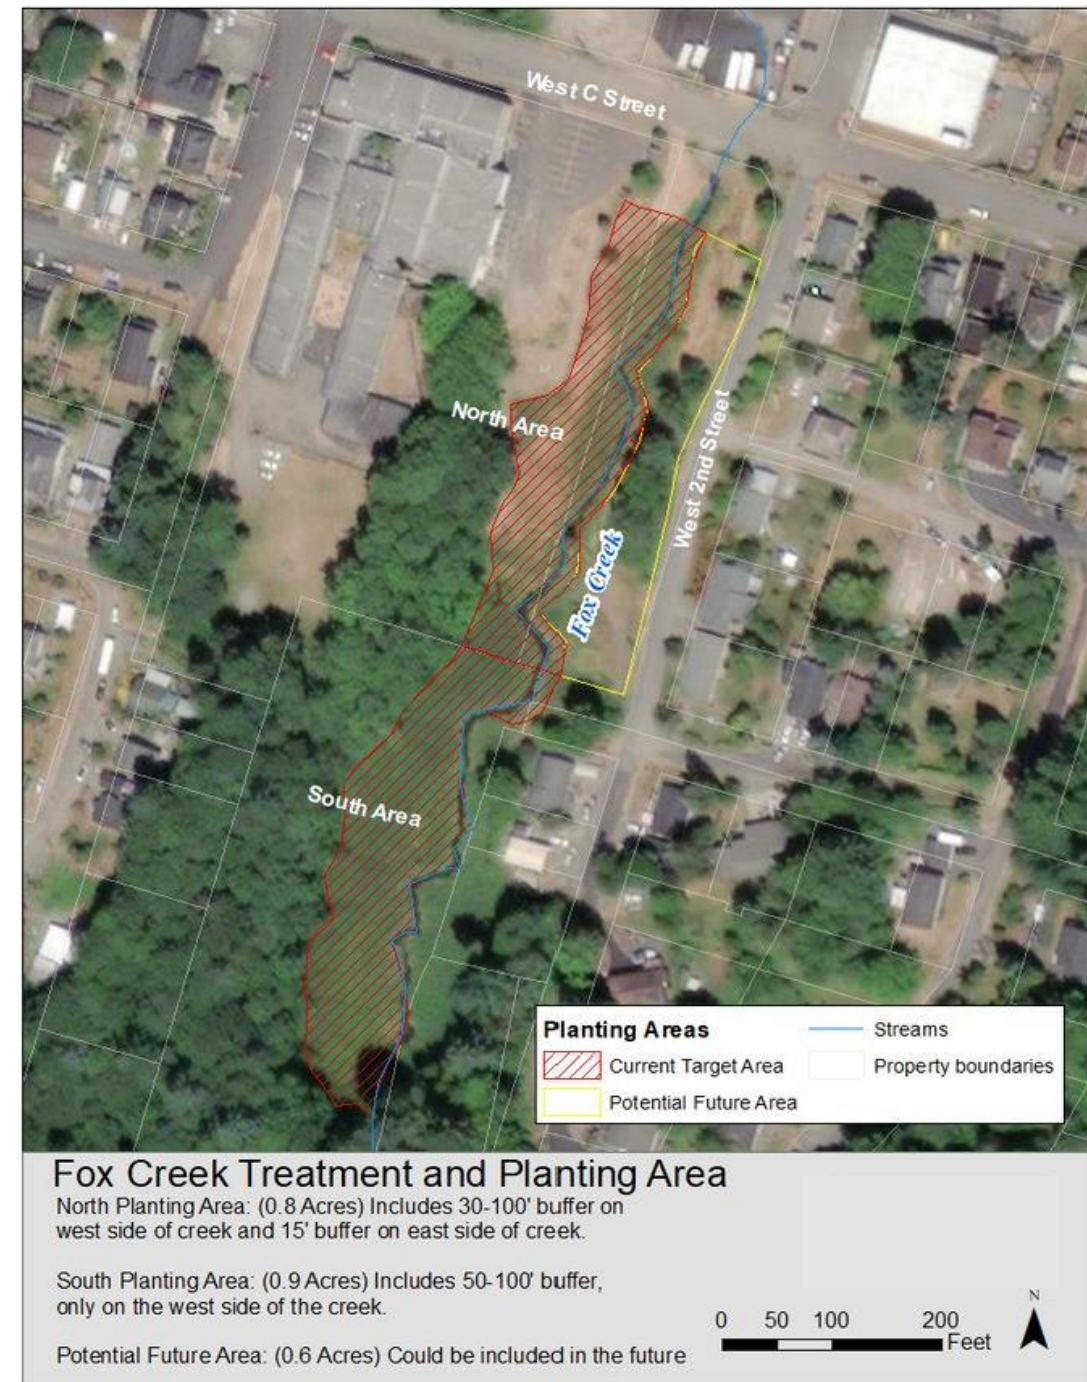 West C Street
North Area
West 2nd Street
Fox Creek
South Area
Planting Areas
Current Target Area
Potential Future Area
Streams
Property boundaries
Fox Creek Treatment and Planting Area
North Planting Area: (0.8 Acres) Includes 30-100' buffer on
west side of creek and 15' buffer on east side of creek.
South Planting Area: (0.9 Acres) Includes 50-100' buffer,
only on the west side of the creek.
Potential Future Area: (0.6 Acres) Could be included in the future
0 50 100 200
Feet
N